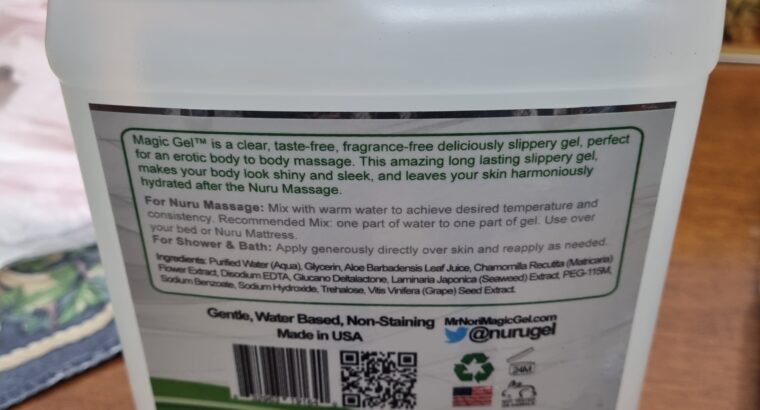 Magic Gel™ is a clear, taste-free, fragrance-free deliciously slippery gel, perfect
for an erotic body to body massage. This amazing long lasting slippery gel,
makes your body look shiny and sleek, and leaves your skin harmoniously
hydrated after the Nuru Massage.
For Nuru Massage: Mix with warm water to achieve desired temperature and
consistency. Recommended Mix: one part of water to one part of gel. Use over
your bed or Nuru Mattress.
For Shower & Bath: Apply generously directly over skin and reapply as needed.
Ingredients: Purified Water (Aqua), Glycerin, Aloe Barbadensis Leaf Juice, Chamomilla Recutita (Matricaria)
Flower Extract, Disodium EDTA, Glucano Deltalactone, Laminaria Japonica (Seaweed) Extract, PEG-115M,
Sodium Benzoate, Sodium Hydroxide, Trehalose, Vitis Vinifera (Grape) Seed Extract.
Gentle, Water Based, Non-Staining
Made in USA
MrNoriMagicGel.com
@nurugel
24M